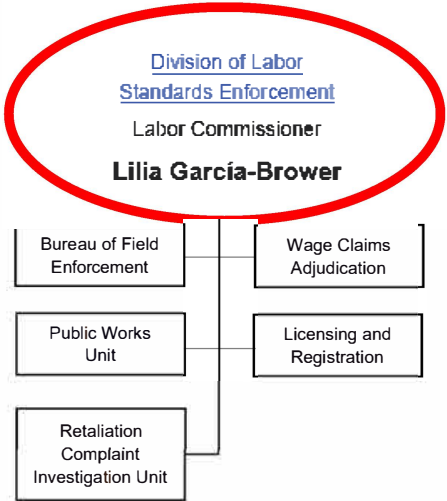 Division of Labor
Standards Enforcement
Labor Commissioner
Lilia García-Brower
Bureau of Field
Enforcement
Wage Claims
Adjudication
Public Works
Unit
Licensing and
Registration
Retaliation
Complaint
Investigation Unit